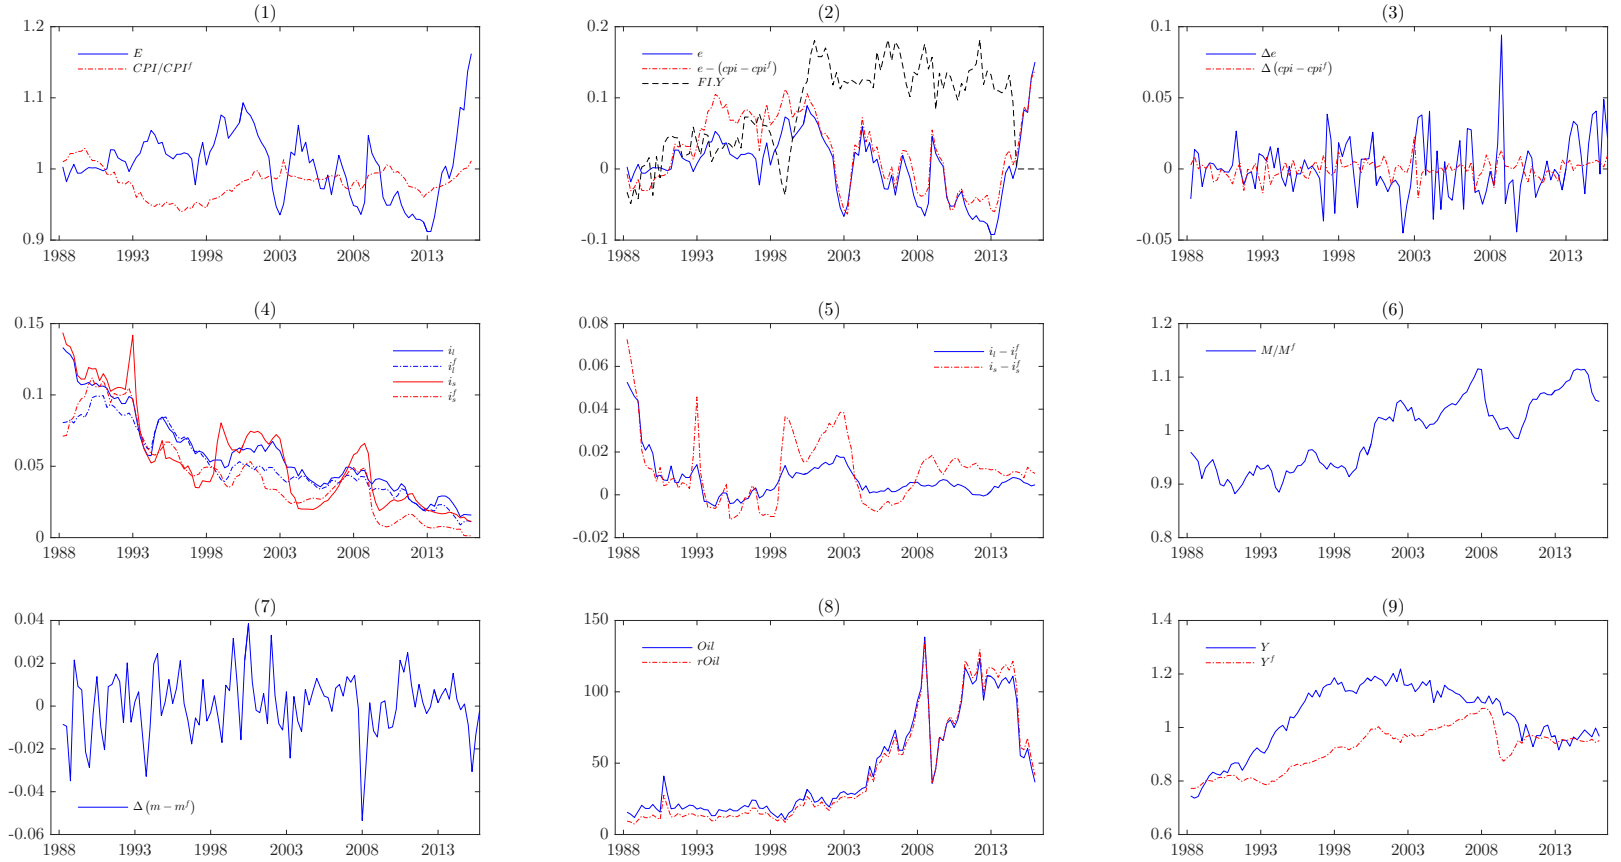 (1)
1.2
1.1
1
0.9
1988 1993 1998 2003 2008 2013
E
CPI/CPI^f
(2)
0.2
0.1
0
-0.1
1988 1993 1998 2003 2008 2013
e
e − (cpi − cpi^f)
FI.Y
(3)
0.1
0.05
0
-0.05
1988 1993 1998 2003 2008 2013
Δe
Δ (cpi − cpi^f)
(4)
0.15
0.1
0.05
0
1988 1993 1998 2003 2008 2013
i_l
i_l^f
i_s
i_s^f
(5)
0.08
0.06
0.04
0.02
0
-0.02
1988 1993 1998 2003 2008 2013
i_l − i_l^f
i_s − i_s^f
(6)
1.2
1.1
1
0.9
0.8
1988 1993 1998 2003 2008 2013
M/M^f
(7)
0.04
0.02
0
-0.02
-0.04
-0.06
1988 1993 1998 2003 2008 2013
Δ (m − m^f)
(8)
150
100
50
0
1988 1993 1998 2003 2008 2013
Oil
rOil
(9)
1.4
1.2
1
0.8
0.6
1988 1993 1998 2003 2008 2013
Y
Y^f